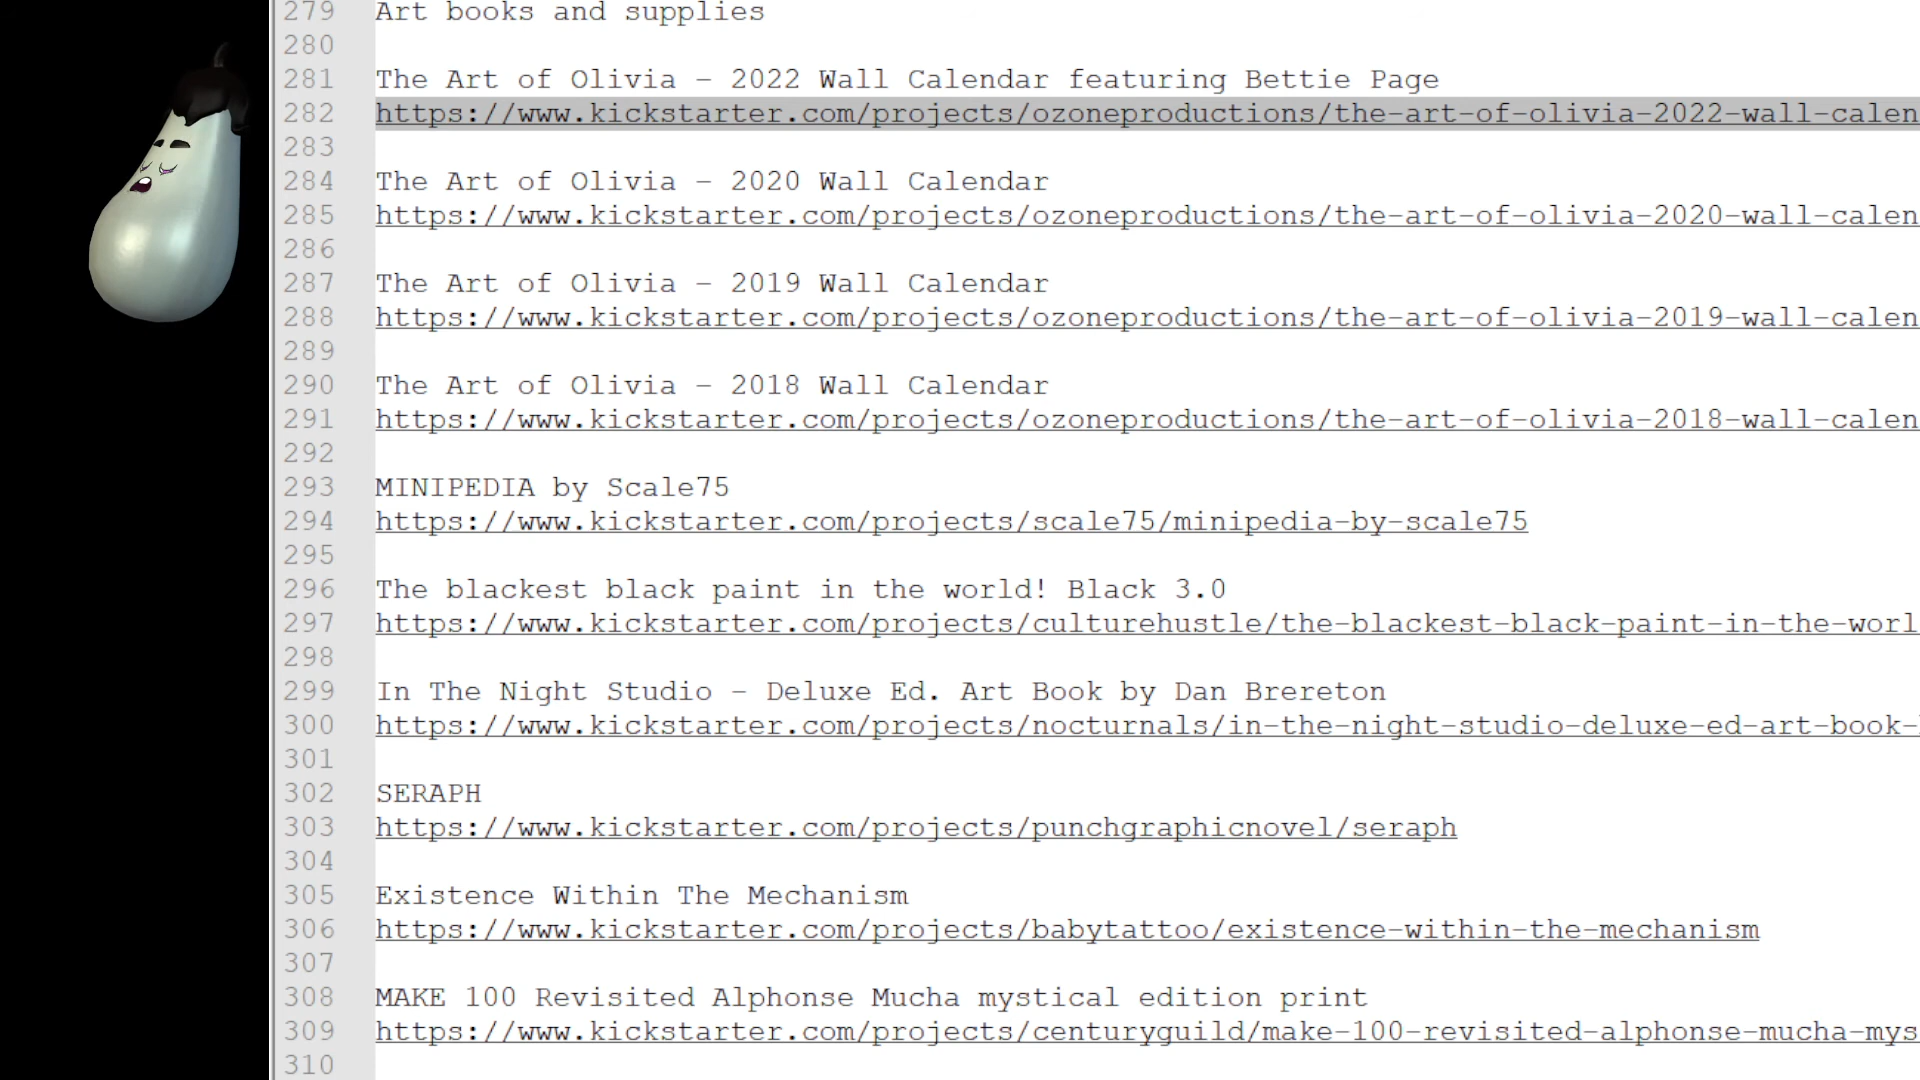 279 Art books and supplies
280
281 The Art of Olivia - 2022 Wall Calendar featuring Bettie Page
282 https://www.kickstarter.com/projects/ozoneproductions/the-art-of-olivia-2022-wall-calen
283
284 The Art of Olivia - 2020 Wall Calendar
285 https://www.kickstarter.com/projects/ozoneproductions/the-art-of-olivia-2020-wall-calen
286
287 The Art of Olivia - 2019 Wall Calendar
288 https://www.kickstarter.com/projects/ozoneproductions/the-art-of-olivia-2019-wall-calen
289
290 The Art of Olivia - 2018 Wall Calendar
291 https://www.kickstarter.com/projects/ozoneproductions/the-art-of-olivia-2018-wall-calen
292
293 MINIPEDIA by Scale75
294 https://www.kickstarter.com/projects/scale75/minipedia-by-scale75
295
296 The blackest black paint in the world! Black 3.0
297 https://www.kickstarter.com/projects/culturehustle/the-blackest-black-paint-in-the-worl
298
299 In The Night Studio - Deluxe Ed. Art Book by Dan Brereton
300 https://www.kickstarter.com/projects/nocturnals/in-the-night-studio-deluxe-ed-art-book-
301
302 SERAPH
303 https://www.kickstarter.com/projects/punchgraphicnovel/seraph
304
305 Existence Within The Mechanism
306 https://www.kickstarter.com/projects/babytattoo/existence-within-the-mechanism
307
308 MAKE 100 Revisited Alphonse Mucha mystical edition print
309 https://www.kickstarter.com/projects/centuryguild/make-100-revisited-alphonse-mucha-mys
310